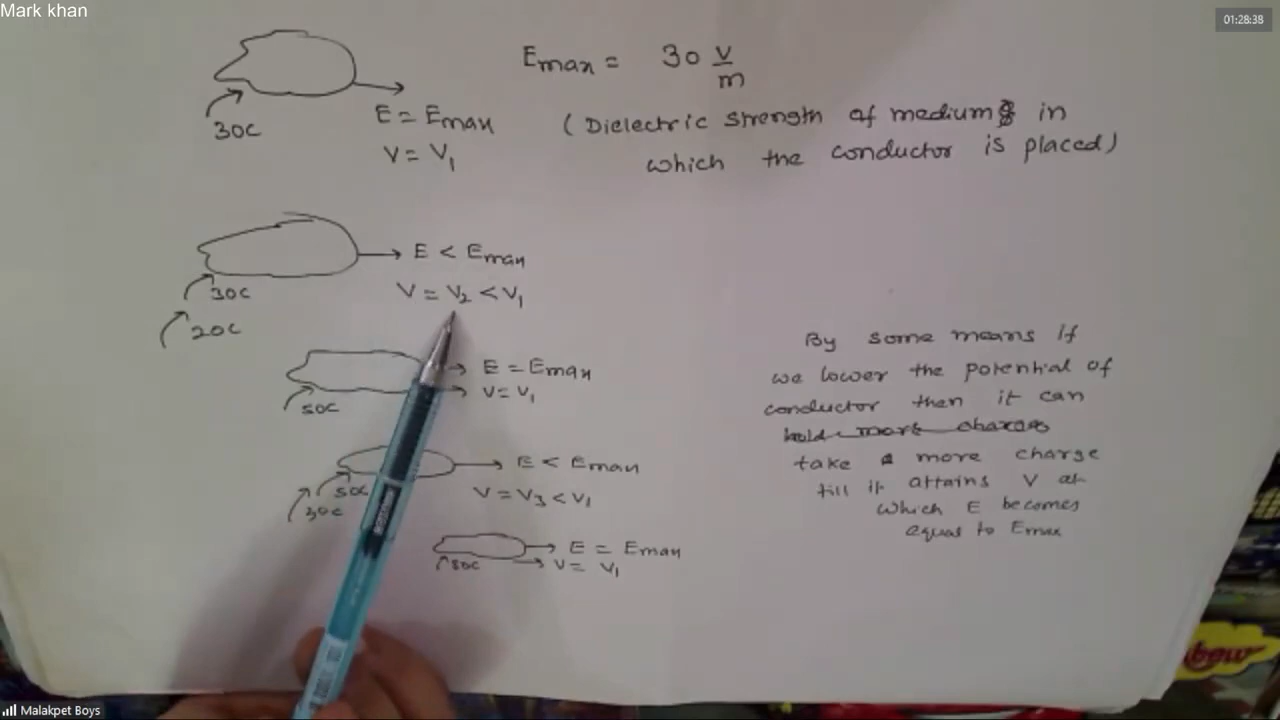 Mark khan
01:28:38
Emax = 30 V/m
30C
E = Emax
V = V₁
(Dielectric strength of medium in
which the conductor is placed)
E < Emax
30C
V = V₂ < V₁
20C
E = Emax
V = V₁
50C
E < Emax
50C
V = V₃ < V₁
30C
E = Emax
80C
V = V₁
By some means if
we lower the potential of
conductor then it can
hold more charge
take a more charge
till it attains V at
which E becomes
equal to Emax
bow
Malakpet Boys